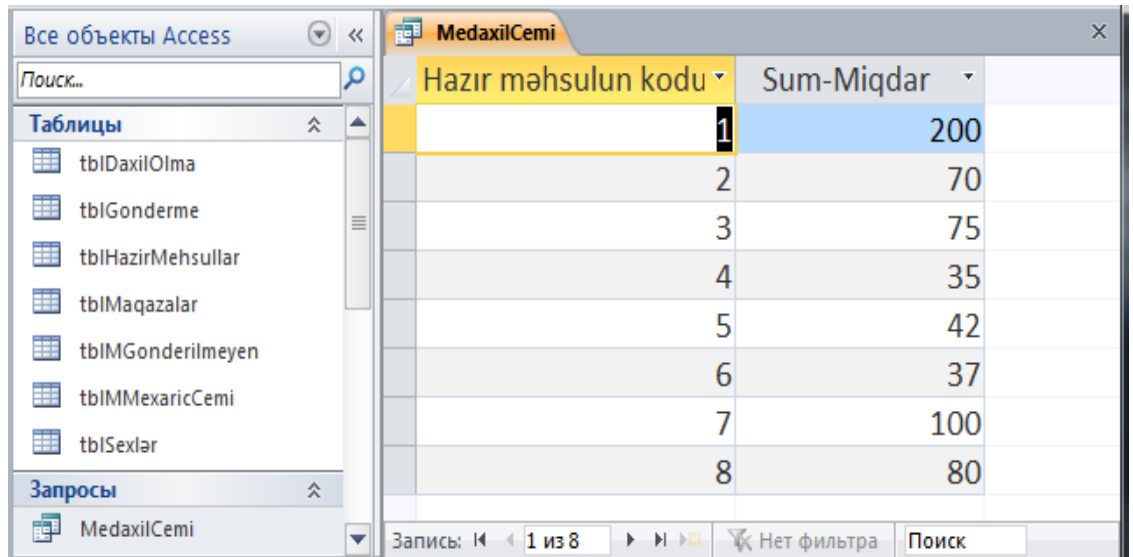 Все объекты Access
Поиск...
Таблицы
tblDaxilOlma
tblGonderme
tblHazirMehsullar
tblMaqazalar
tblMGonderilmeyen
tblMMexaricCemi
tblSexlər
Запросы
MedaxilCemi
MedaxilCemi
Hazır məhsulun kodu Sum-Miqdar
1 200
2 70
3 75
4 35
5 42
6 37
7 100
8 80
Запись: 1 из 8 Нет фильтра Поиск